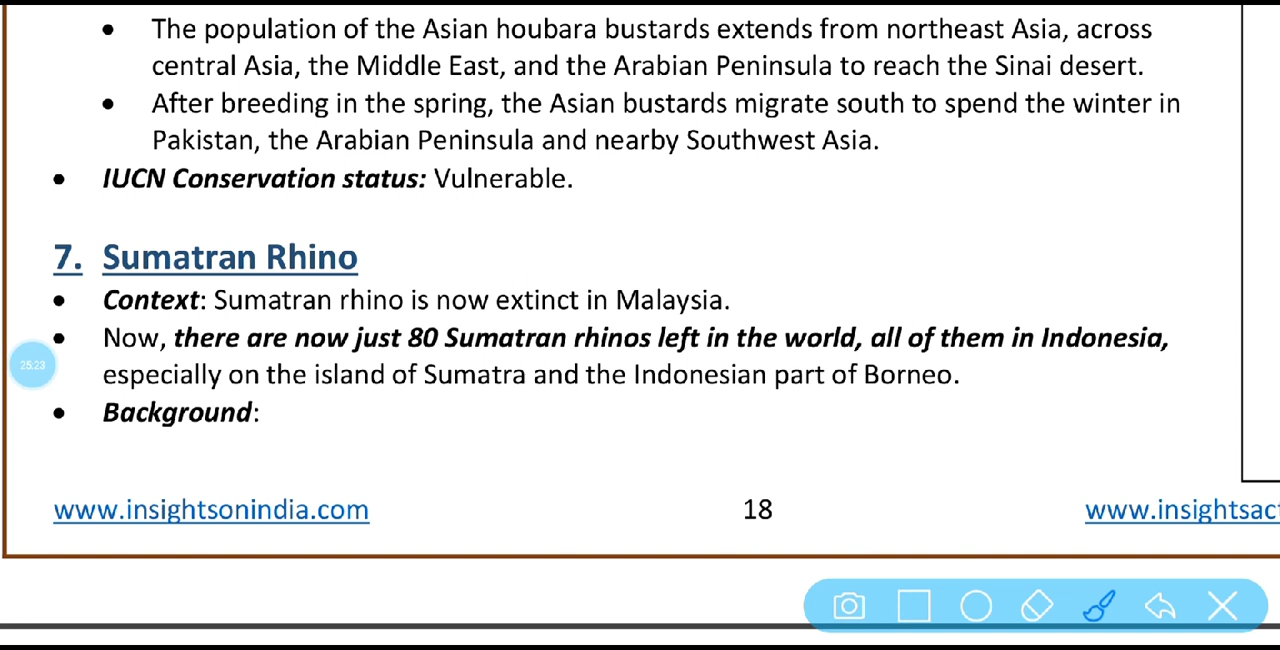 • The population of the Asian houbara bustards extends from northeast Asia, across
central Asia, the Middle East, and the Arabian Peninsula to reach the Sinai desert.
• After breeding in the spring, the Asian bustards migrate south to spend the winter in
Pakistan, the Arabian Peninsula and nearby Southwest Asia.
• IUCN Conservation status: Vulnerable.
7. Sumatran Rhino
• Context: Sumatran rhino is now extinct in Malaysia.
• Now, there are now just 80 Sumatran rhinos left in the world, all of them in Indonesia,
25:23
especially on the island of Sumatra and the Indonesian part of Borneo.
• Background:
www.insightsonindia.com 18 www.insightsact